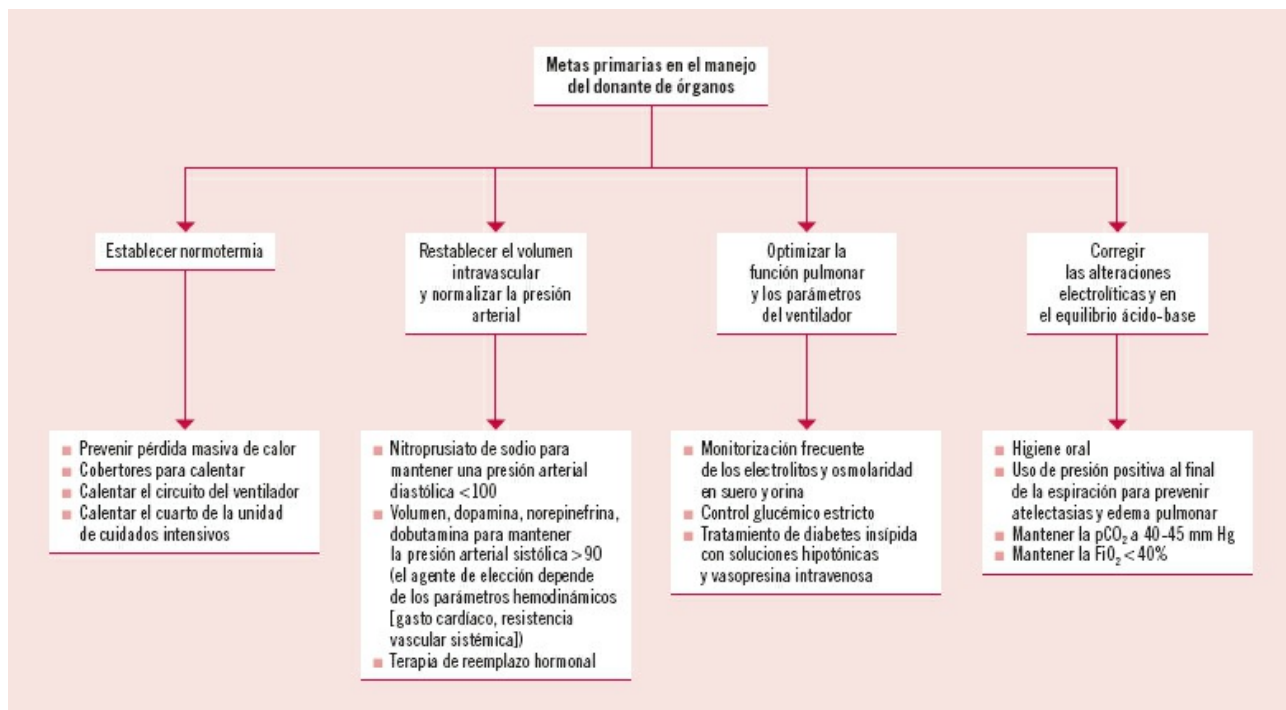 Metas primarias en el manejo
del donante de órganos
Establecer normotermia
Restablecer el volumen
intravascular
y normalizar la presión
arterial
Optimizar la
función pulmonar
y los parámetros
del ventilador
Corregir
las alteraciones
electrolíticas y en
el equilibrio ácido-base
Prevenir pérdida masiva de calor
Cobertores para calentar
Calentar el circuito del ventilador
Calentar el cuarto de la unidad
de cuidados intensivos
Nitroprusiato de sodio para
mantener una presión arterial
diastólica <100
Volumen, dopamina, norepinefrina,
dobutamina para mantener
la presión arterial sistólica >90
(el agente de elección depende
de los parámetros hemodinámicos
[gasto cardíaco, resistencia
vascular sistémica])
Terapia de reemplazo hormonal
Monitorización frecuente
de los electrolitos y osmolaridad
en suero y orina
Control glucémico estricto
Tratamiento de diabetes insípida
con soluciones hipotónicas
y vasopresina intravenosa
Higiene oral
Uso de presión positiva al final
de la espiración para prevenir
atelectasias y edema pulmonar
Mantener la pCO₂ a 40-45 mm Hg
Mantener la FiO₂ <40%